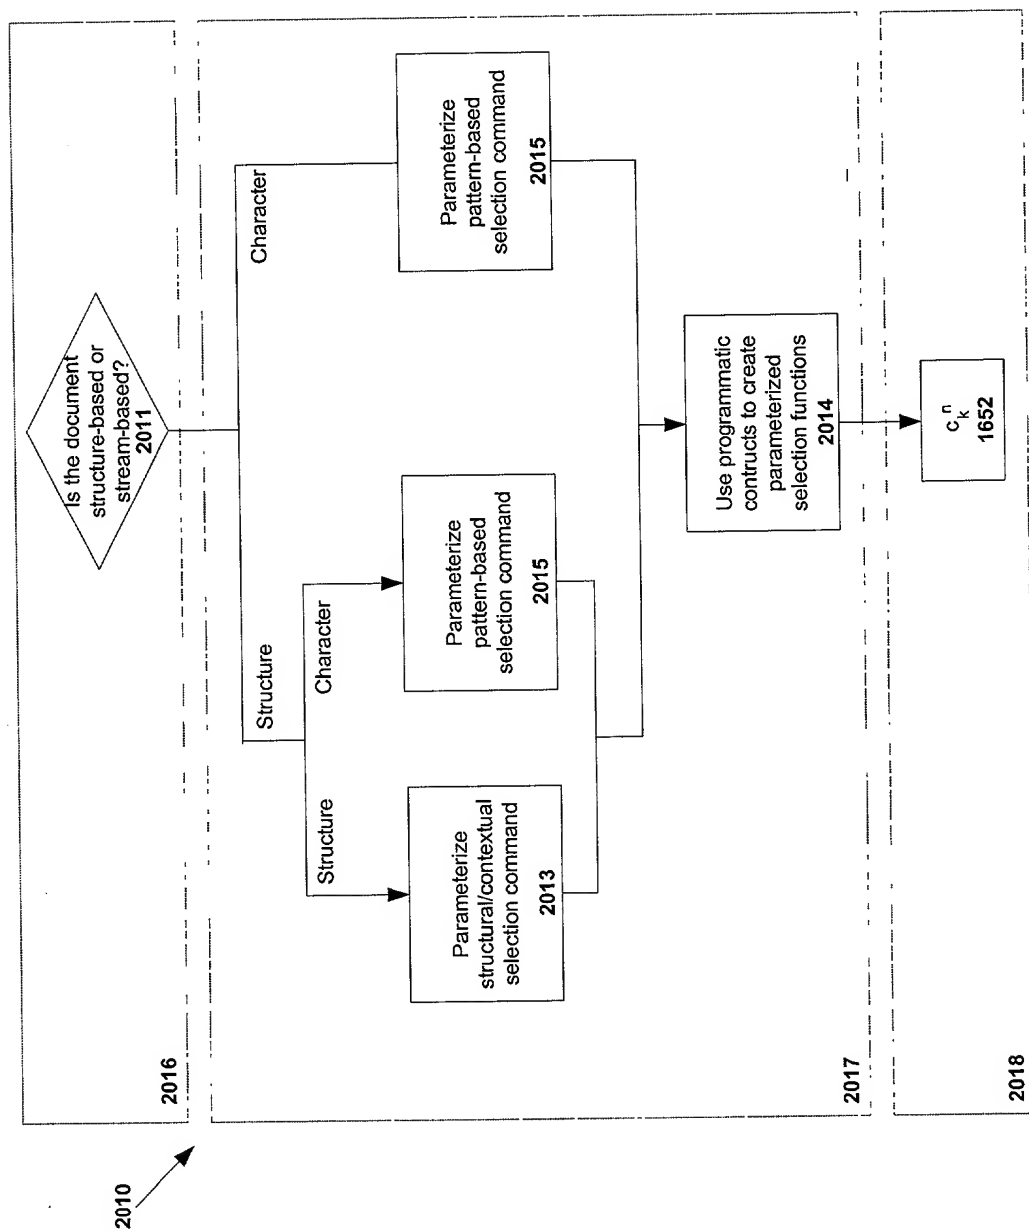 2010
2016
Is the document
structure-based or
stream-based?
2011
2017
Structure
Character
Structure
Character
Parameterize
structural/contextual
selection command
2013
Parameterize
pattern-based
selection command
2015
Parameterize
pattern-based
selection command
2015
Use programmatic
contructs to create
parameterized
selection functions
2014
2018
c_k^n
1652